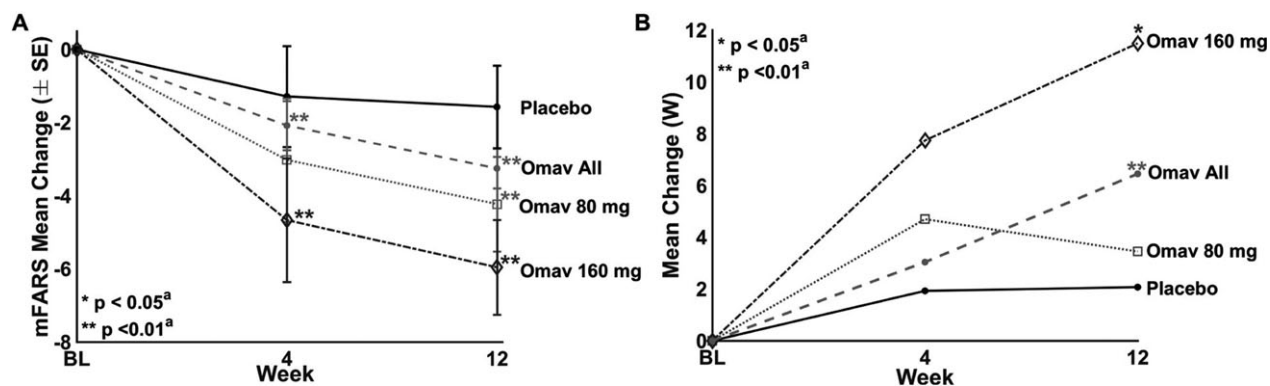 A
mFARS Mean Change (± SE)
0
-2
-4
-6
-8
**
**
**
**
**
Placebo
Omav All
Omav 80 mg
Omav 160 mg
* p < 0.05a
** p <0.01a
BL
4
12
Week
B
Mean Change (W)
12
10
8
6
4
2
0
* p < 0.05a
** p <0.01a
*
Omav 160 mg
**
Omav All
Omav 80 mg
Placebo
BL
4
12
Week